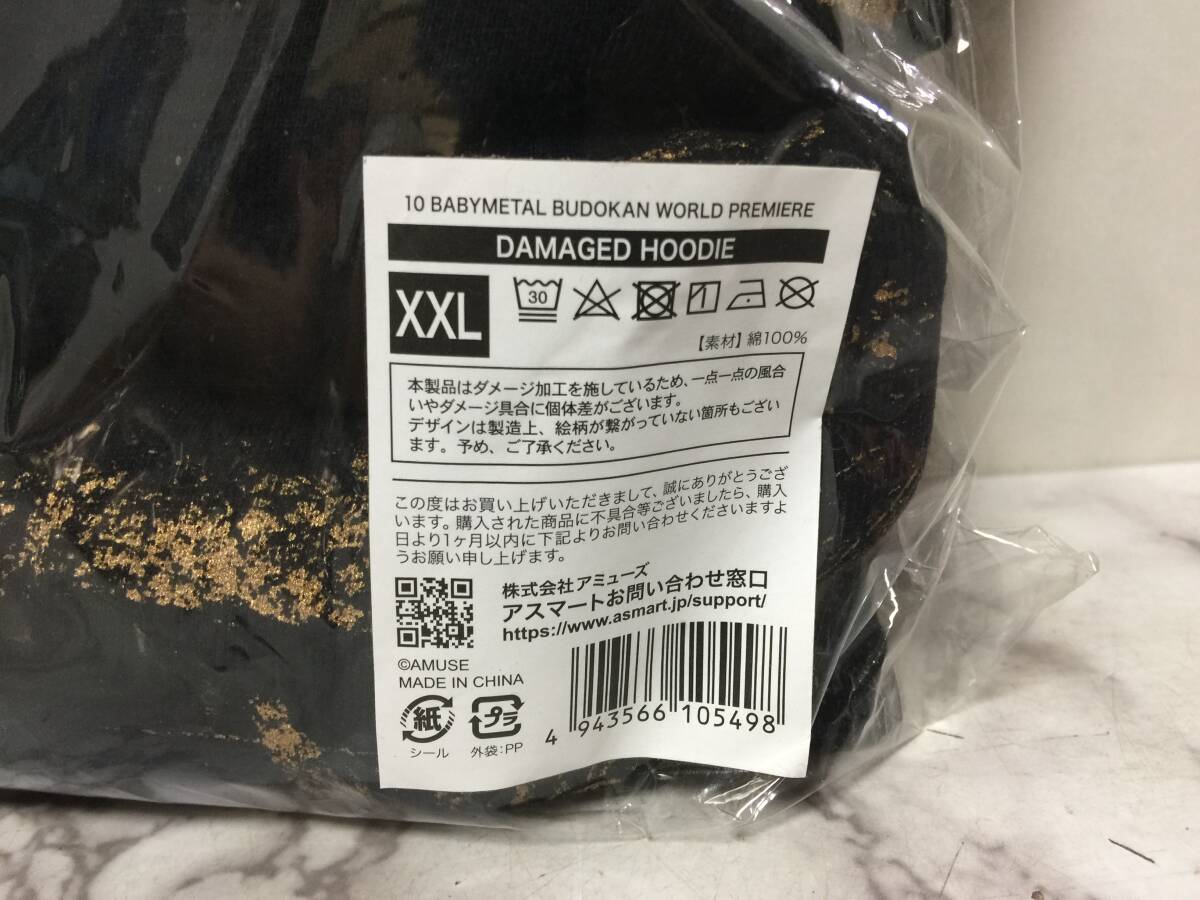 10 BABYMETAL BUDOKAN WORLD PREMIERE
DAMAGED HOODIE
XXL
30
【素材】綿100%
本製品はダメージ加工を施しているため、一点一点の風合
いやダメージ具合に個体差がございます。
デザインは製造上、絵柄が繋がっていない箇所もござい
ます。予め、ご了承ください。
この度はお買い上げいただきまして、誠にありがとうござ
います。購入された商品に不具合等ございましたら、購入
日より1ヶ月以内に下記よりお問い合わせくださいますよ
うお願い申し上げます。
株式会社アミューズ
アスマートお問い合わせ窓口
https://www.asmart.jp/support/
©AMUSE
MADE IN CHINA
紙
シール
プラ
外袋:PP
4 943566 105498